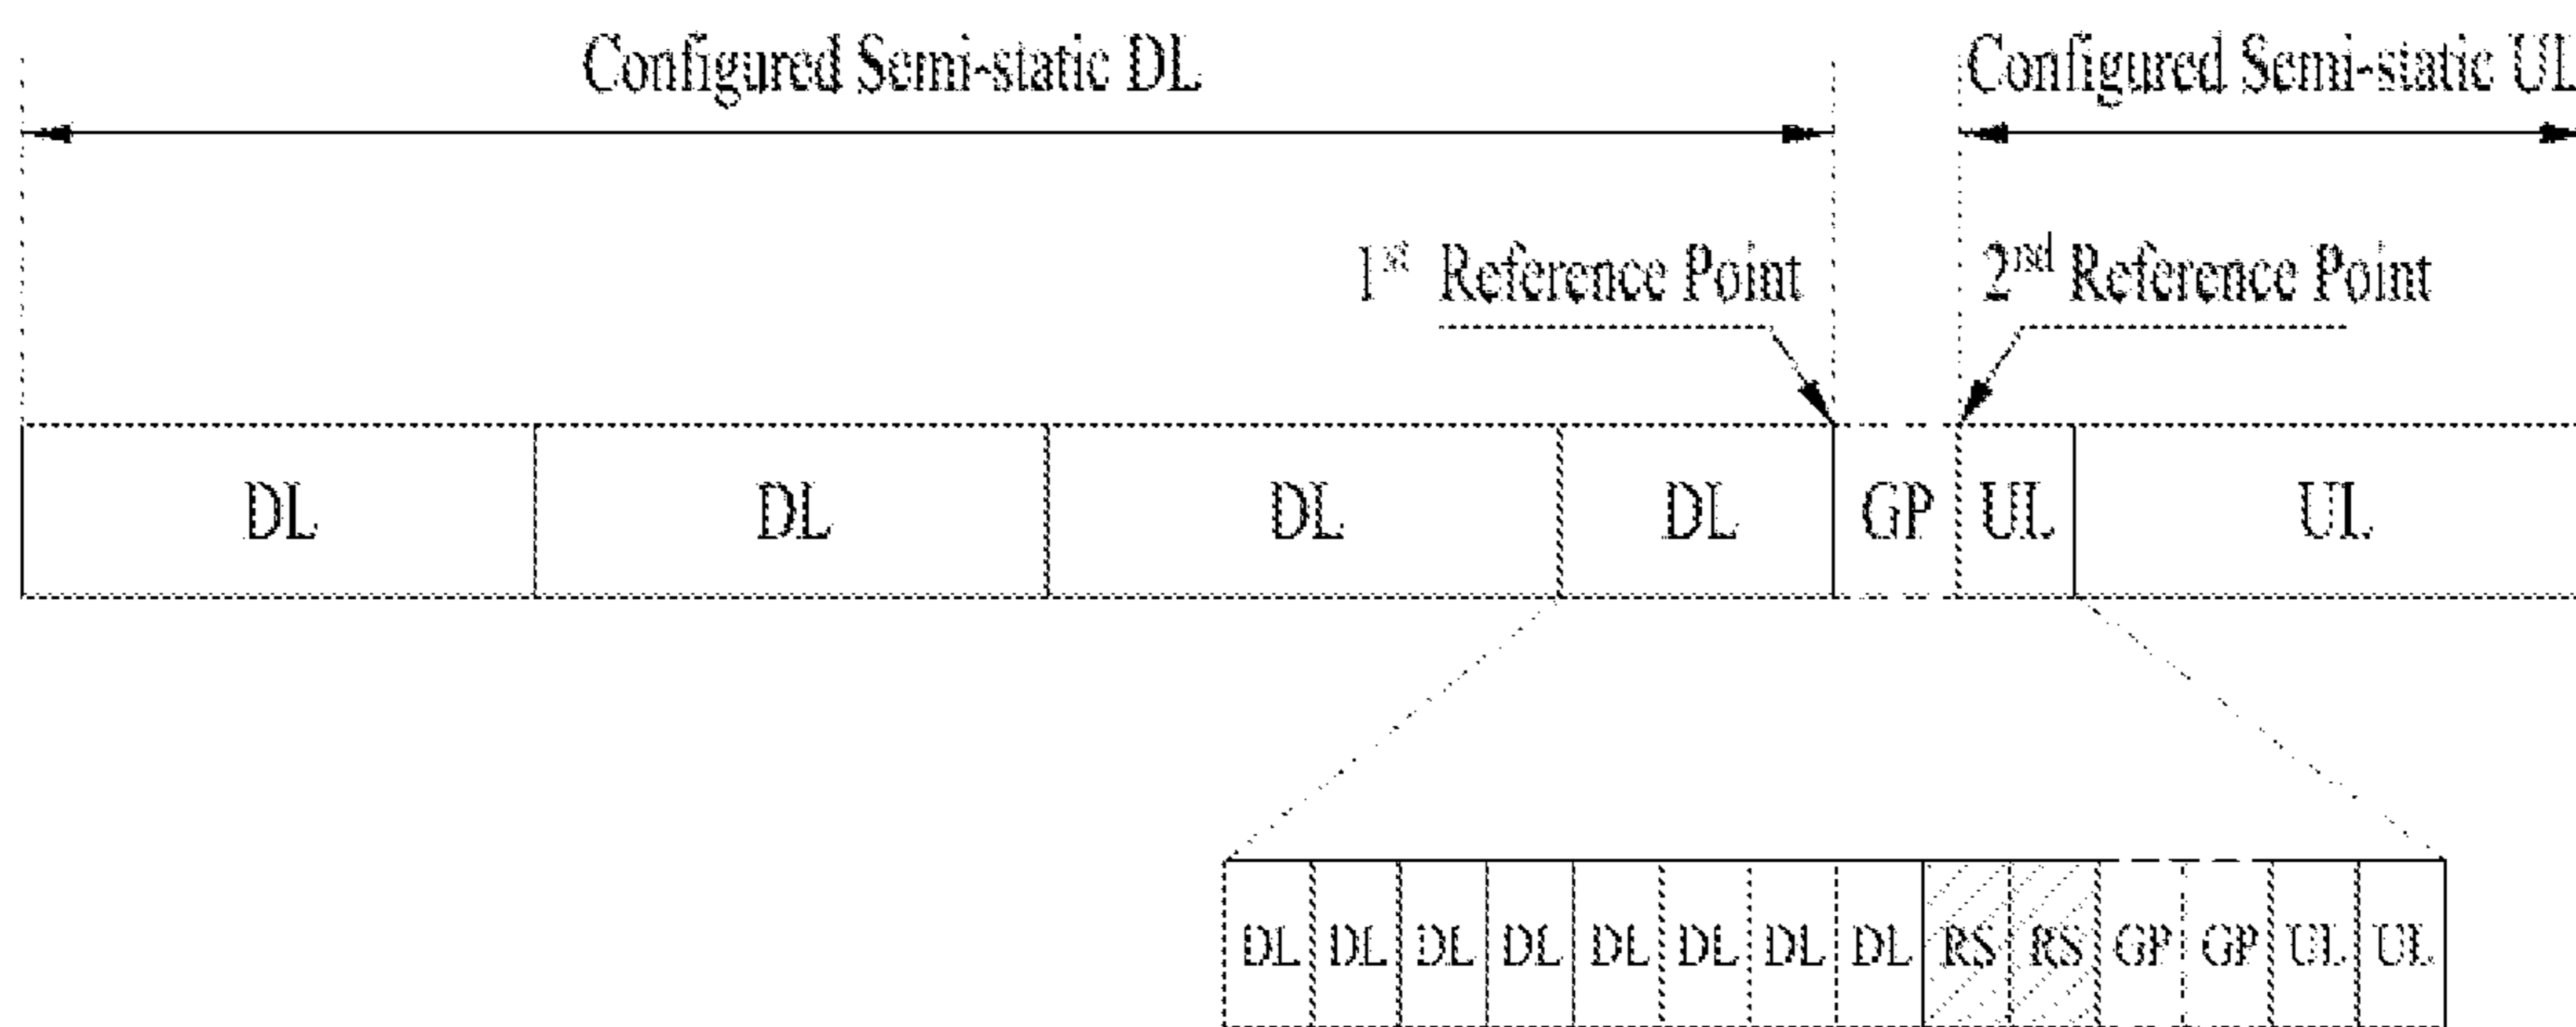 Configured Semi-static DL Configured Semi-static UL
1st Reference Point 2nd Reference Point
DL DL DL DL GP UL UL
DL DL DL DL DL DL DL DL RS RS GP GP UL UL